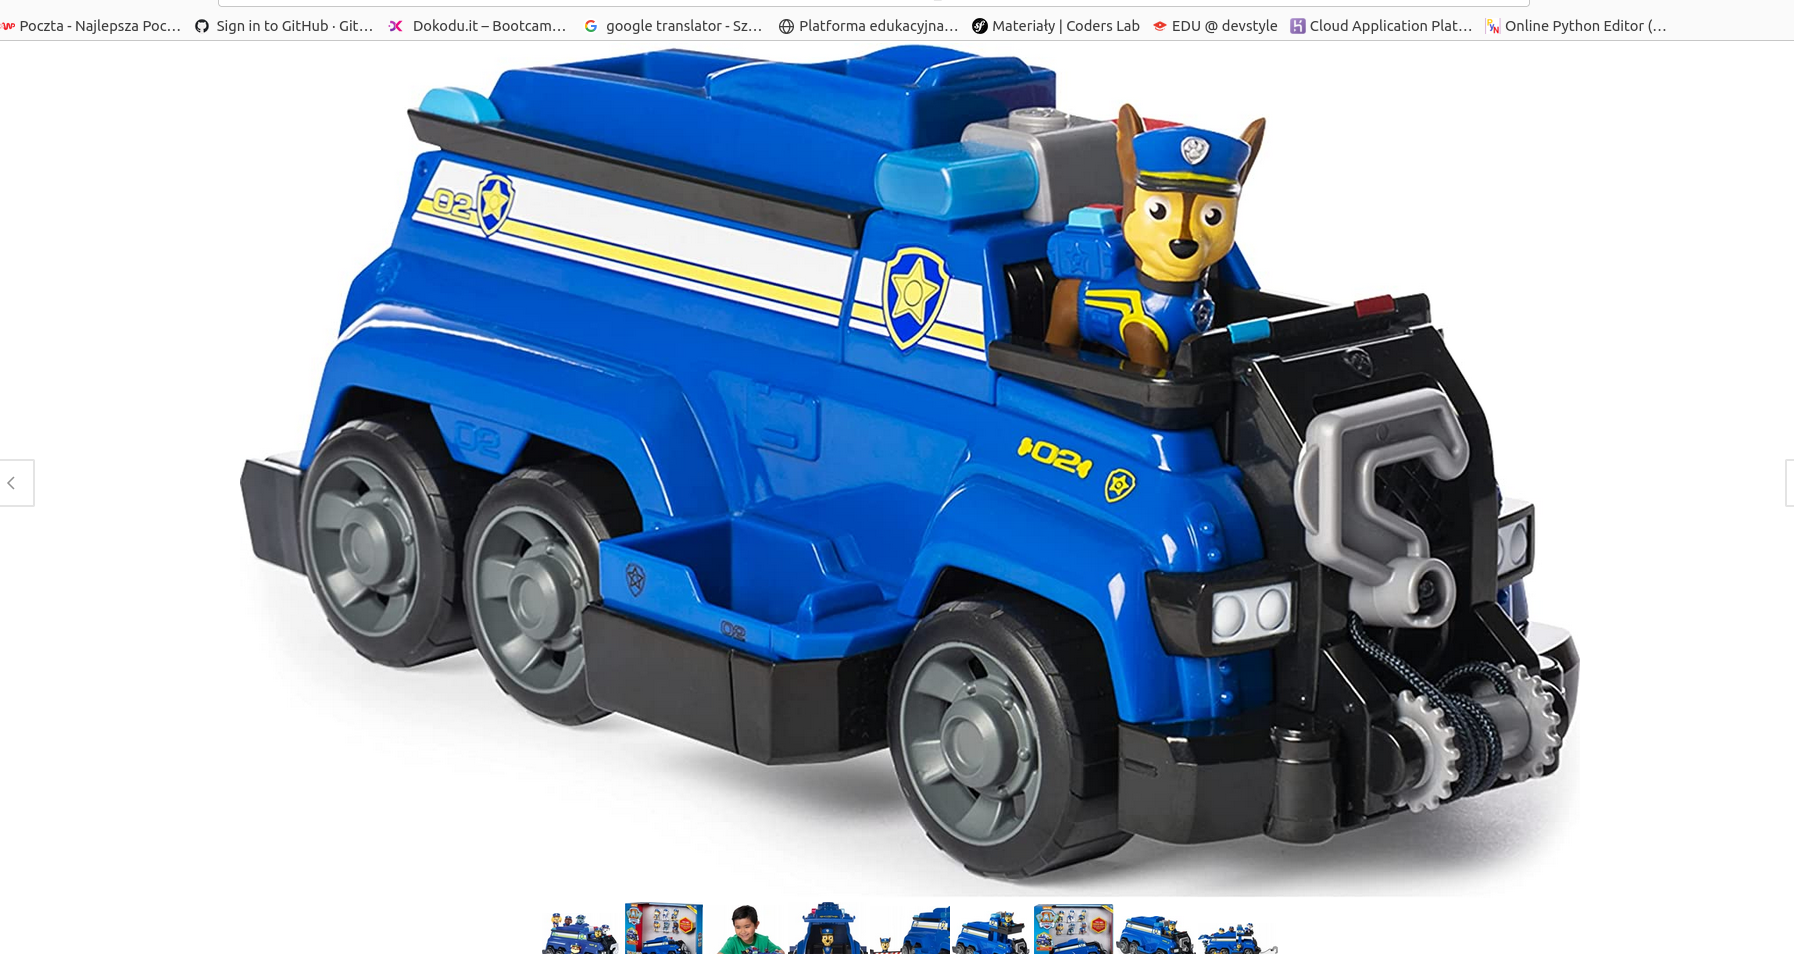 Poczta - Najlepsza Poc…
Sign in to GitHub · Git…
Dokodu.it – Bootcam…
google translator - Sz…
Platforma edukacyjna…
Materiały | Coders Lab
EDU @ devstyle
Cloud Application Plat…
Online Python Editor (…
02
02
02
02